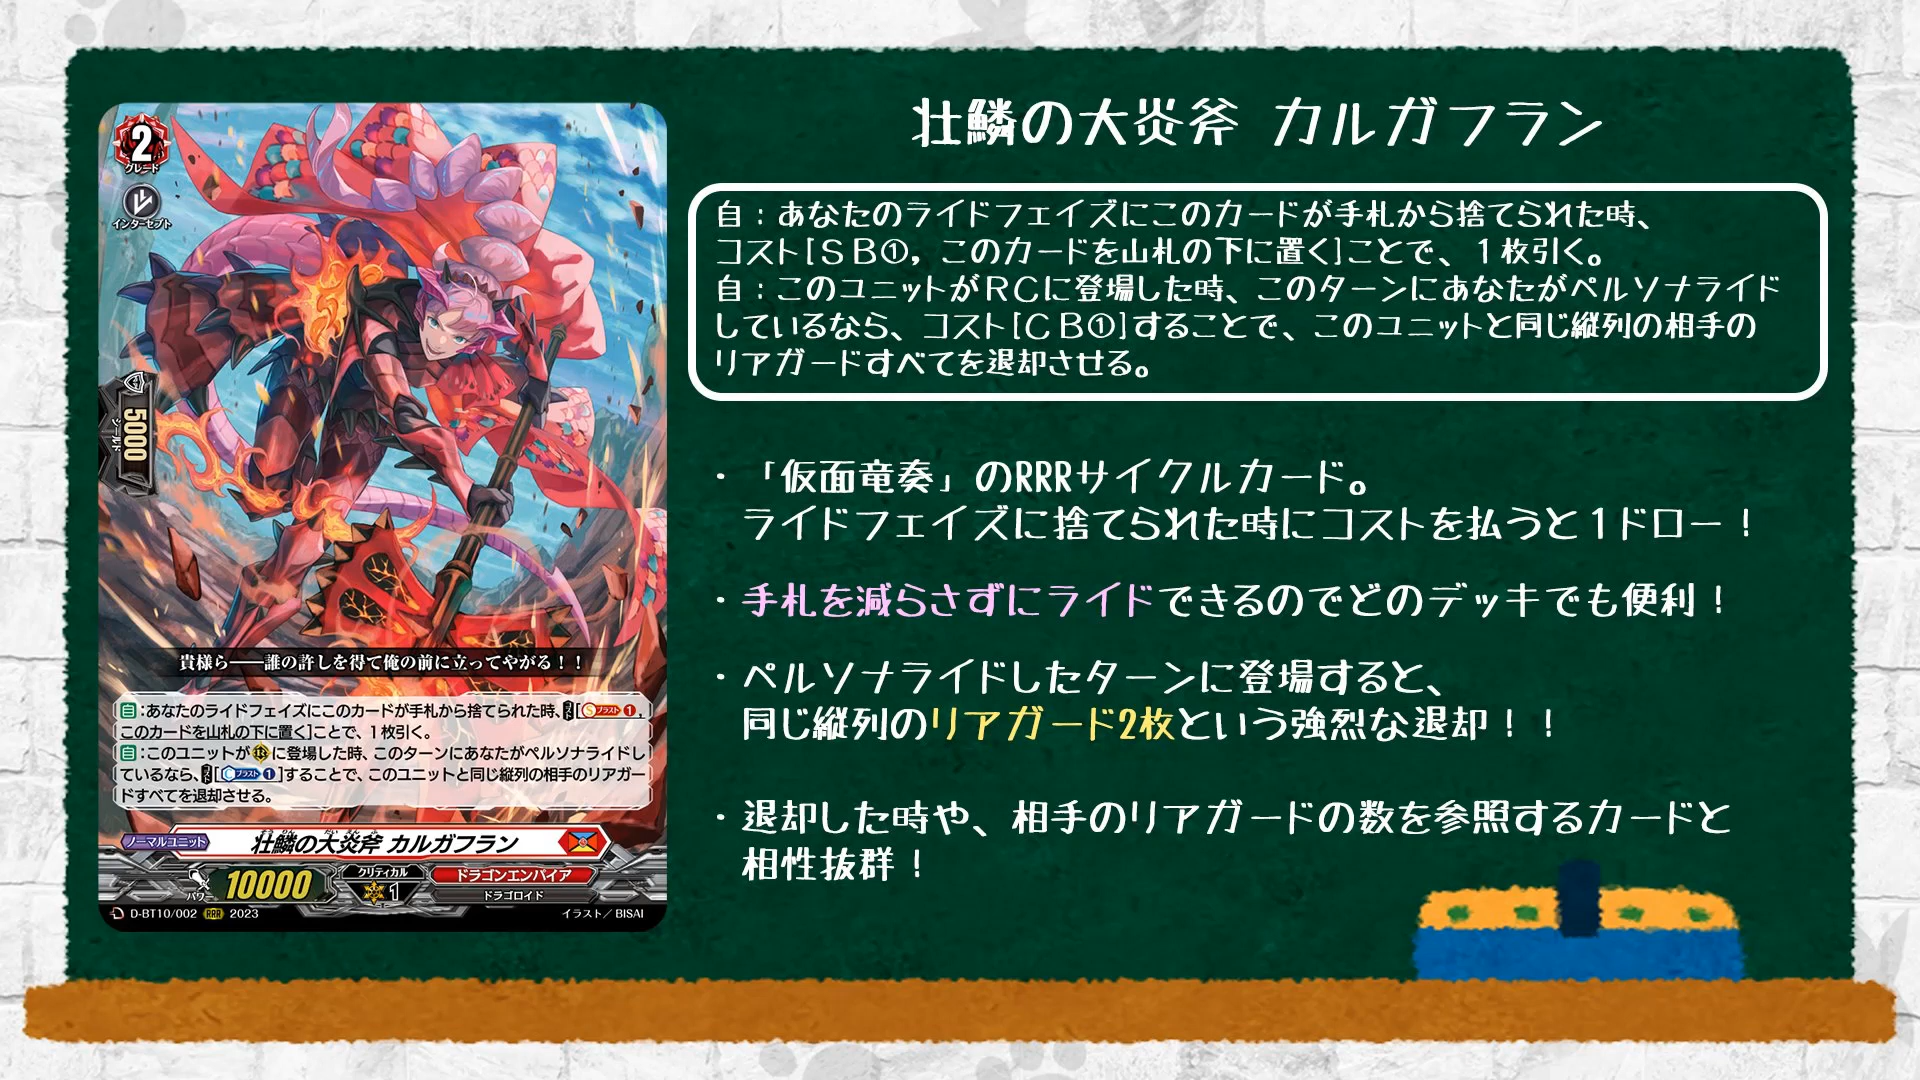 壮鱗の大炎斧 カルガフラン
自：あなたのライドフェイズにこのカードが手札から捨てられた時、
コスト[ＳＢ①，このカードを山札の下に置く]ことで、１枚引く。
自：このユニットがＲＣに登場した時、このターンにあなたがペルソナライド
しているなら、コスト[ＣＢ①]することで、このユニットと同じ縦列の相手の
リアガードすべてを退却させる。
・「仮面竜奏」のRRRサイクルカード。
ライドフェイズに捨てられた時にコストを払うと１ドロー！
・手札を減らさずにライドできるのでどのデッキでも便利！
・ペルソナライドしたターンに登場すると、
同じ縦列のリアガード2枚という強烈な退却！！
・退却した時や、相手のリアガードの数を参照するカードと
相性抜群！
2
グレード
インターセプト
5000
シールド
貴様ら――誰の許しを得て俺の前に立ってやがる！！
自:あなたのライドフェイズにこのカードが手札から捨てられた時、コスト[Sブラスト1,
このカードを山札の下に置く]ことで、1枚引く。
自:このユニットがRに登場した時、このターンにあなたがペルソナライドし
ているなら、コスト[Cブラスト1]することで、このユニットと同じ縦列の相手のリアガー
ドすべてを退却させる。
ノーマルユニット
壮鱗の大炎斧 カルガフラン
パワー 10000
クリティカル
1
ドラゴンエンパイア
ドラゴロイド
D-BT10/002 RRR 2023
イラスト／BISAI